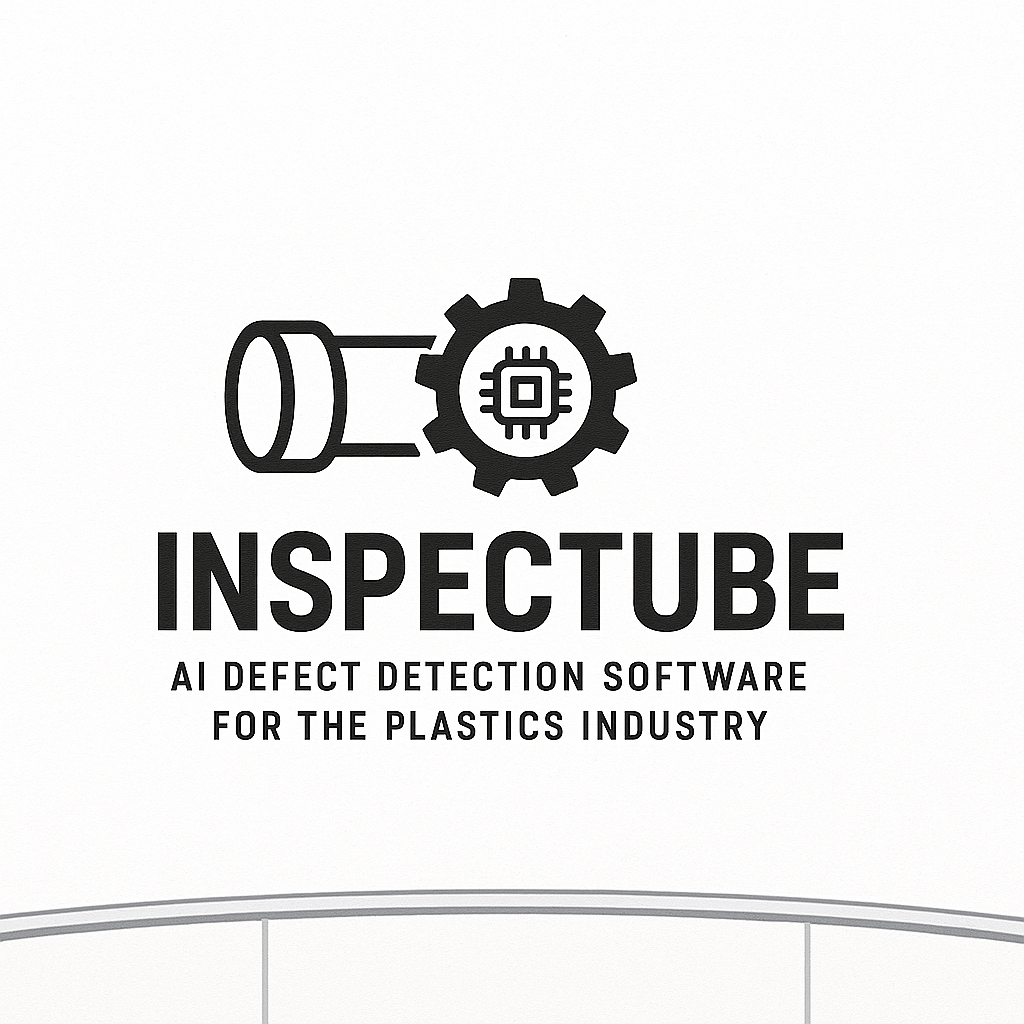 INSPECTUBE
AI DEFECT DETECTION SOFTWARE
FOR THE PLASTICS INDUSTRY